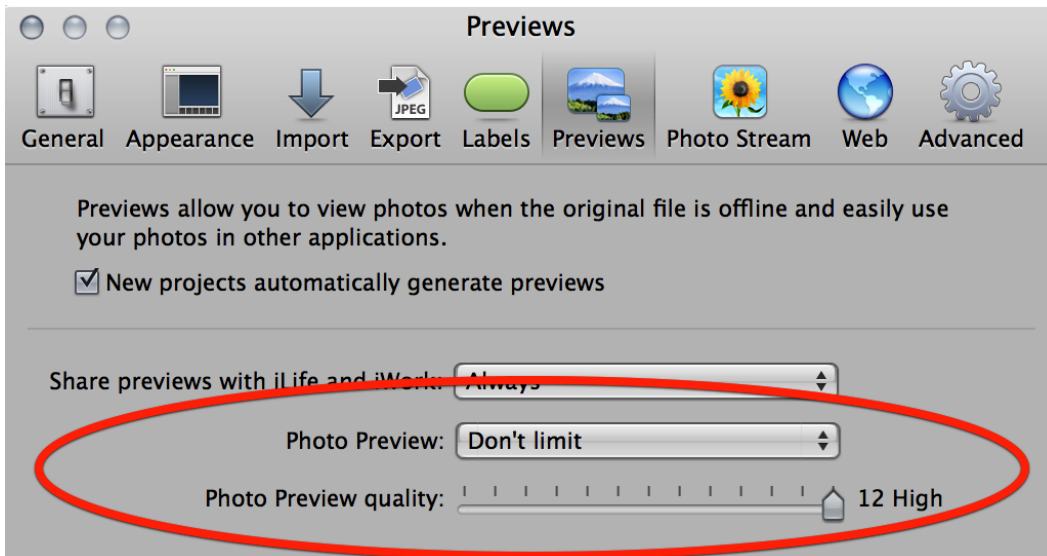 Previews
General Appearance Import Export Labels Previews Photo Stream Web Advanced
JPEG
Previews allow you to view photos when the original file is offline and easily use
your photos in other applications.
New projects automatically generate previews
Share previews with iLife and iWork: Always
Photo Preview: Don't limit
Photo Preview quality: 12 High